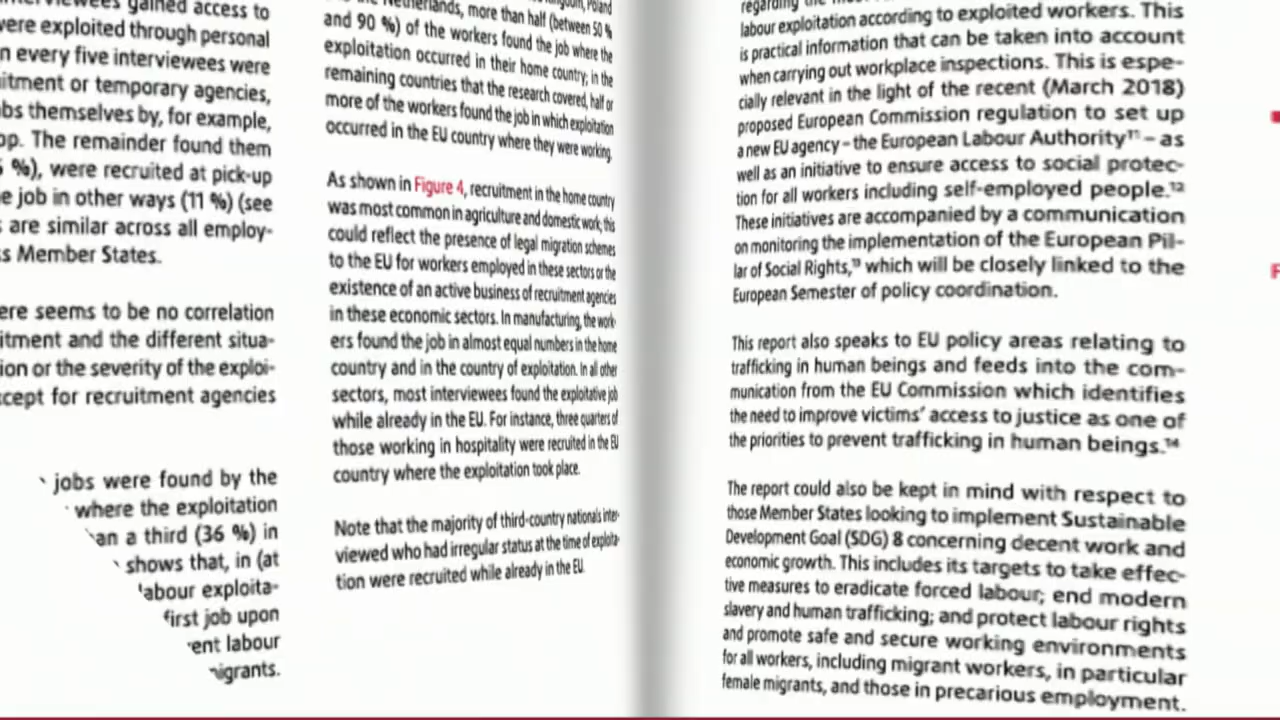 gained access to
were exploited through personal
n every five interviewees were
itment or temporary agencies,
bs themselves by, for example,
op. The remainder found them
%), were recruited at pick-up
e job in other ways (11 %) (see
s are similar across all employ-
ss Member States.
ere seems to be no correlation
itment and the different situa-
ion or the severity of the exploi-
cept for recruitment agencies
jobs were found by the
where the exploitation
an a third (36 %) in
shows that, in (at
labour exploita-
first job upon
ent labour
igrants.
Netherlands, more than half (between 50 %
and 90 %) of the workers found the job where the
exploitation occurred in their home country; in the
remaining countries that the research covered, half or
more of the workers found the job in which exploitation
occurred in the EU country where they were working.
As shown in Figure 4, recruitment in the home country
was most common in agriculture and domestic work; this
could reflect the presence of legal migration schemes
to the EU for workers employed in these sectors or the
existence of an active business of recruitment agencies
in these economic sectors. In manufacturing, the work-
ers found the job in almost equal numbers in the home
country and in the country of exploitation. In all other
sectors, most interviewees found the exploitative job
while already in the EU. For instance, three quarters of
those working in hospitality were recruited in the EU
country where the exploitation took place.
Note that the majority of third-country nationals inter-
viewed who had irregular status at the time of exploita-
tion were recruited while already in the EU.
regarding the
labour exploitation according to exploited workers. This
is practical information that can be taken into account
when carrying out workplace inspections. This is espe-
cially relevant in the light of the recent (March 2018)
proposed European Commission regulation to set up
a new EU agency – the European Labour Authority¹¹ – as
well as an initiative to ensure access to social protec-
tion for all workers including self-employed people.¹²
These initiatives are accompanied by a communication
on monitoring the implementation of the European Pil-
lar of Social Rights,¹³ which will be closely linked to the
European Semester of policy coordination.
This report also speaks to EU policy areas relating to
trafficking in human beings and feeds into the com-
munication from the EU Commission which identifies
the need to improve victims’ access to justice as one of
the priorities to prevent trafficking in human beings.¹⁴
The report could also be kept in mind with respect to
those Member States looking to implement Sustainable
Development Goal (SDG) 8 concerning decent work and
economic growth. This includes its targets to take effec-
tive measures to eradicate forced labour; end modern
slavery and human trafficking; and protect labour rights
and promote safe and secure working environments
for all workers, including migrant workers, in particular
female migrants, and those in precarious employment.